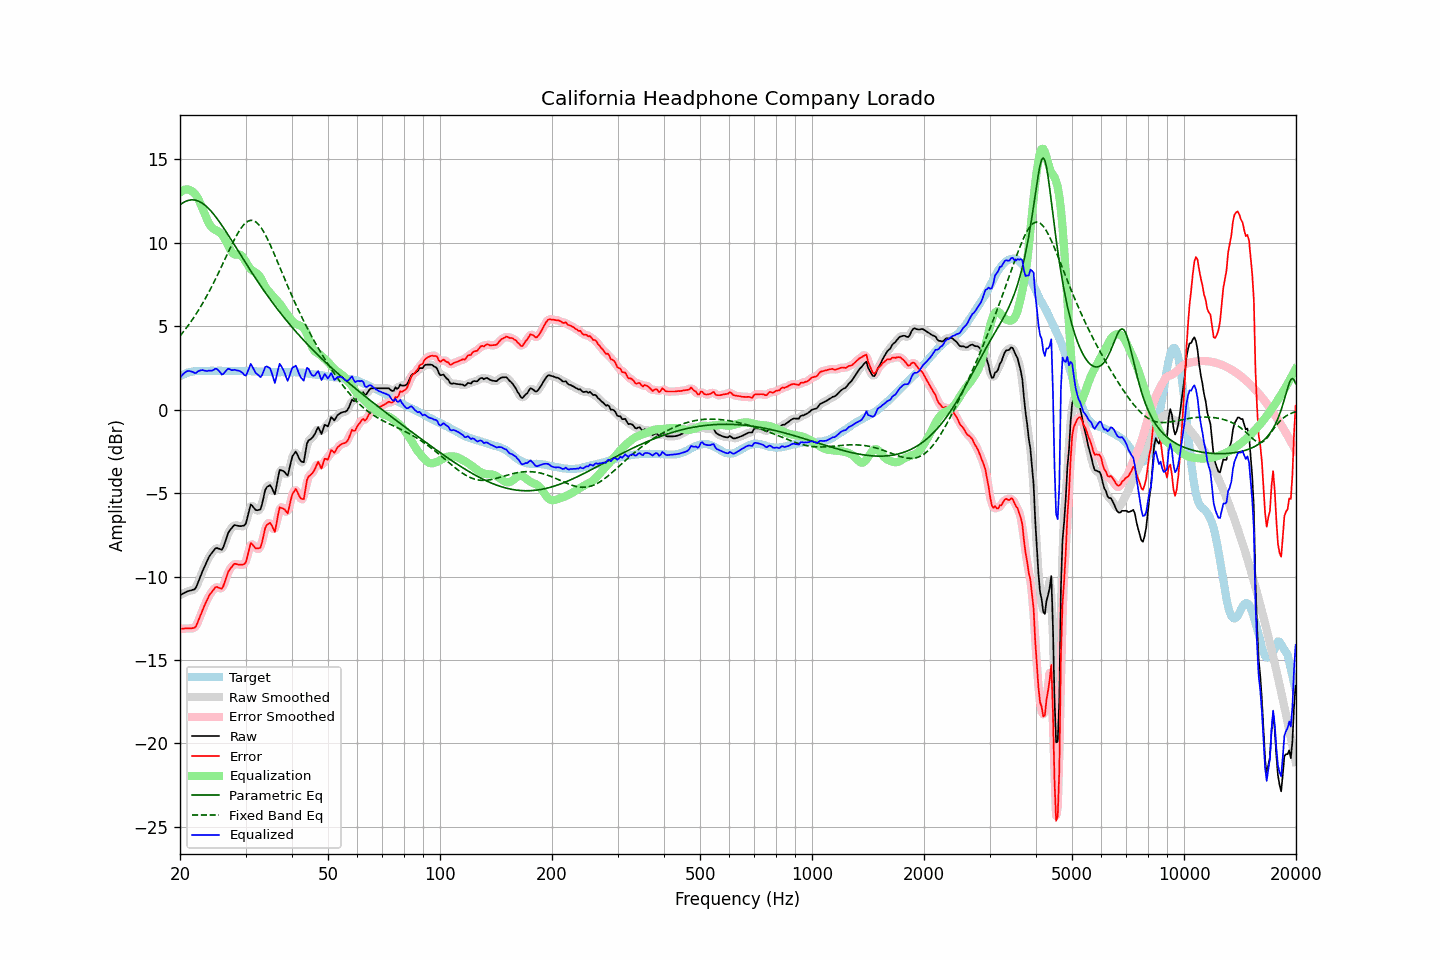 California Headphone Company Lorado
Amplitude (dBr)
15
10
5
0
−5
−10
−15
−20
−25
Target
Raw Smoothed
Error Smoothed
Raw
Error
Equalization
Parametric Eq
Fixed Band Eq
Equalized
20 50 100 200 500 1000 2000 5000 10000 20000
Frequency (Hz)